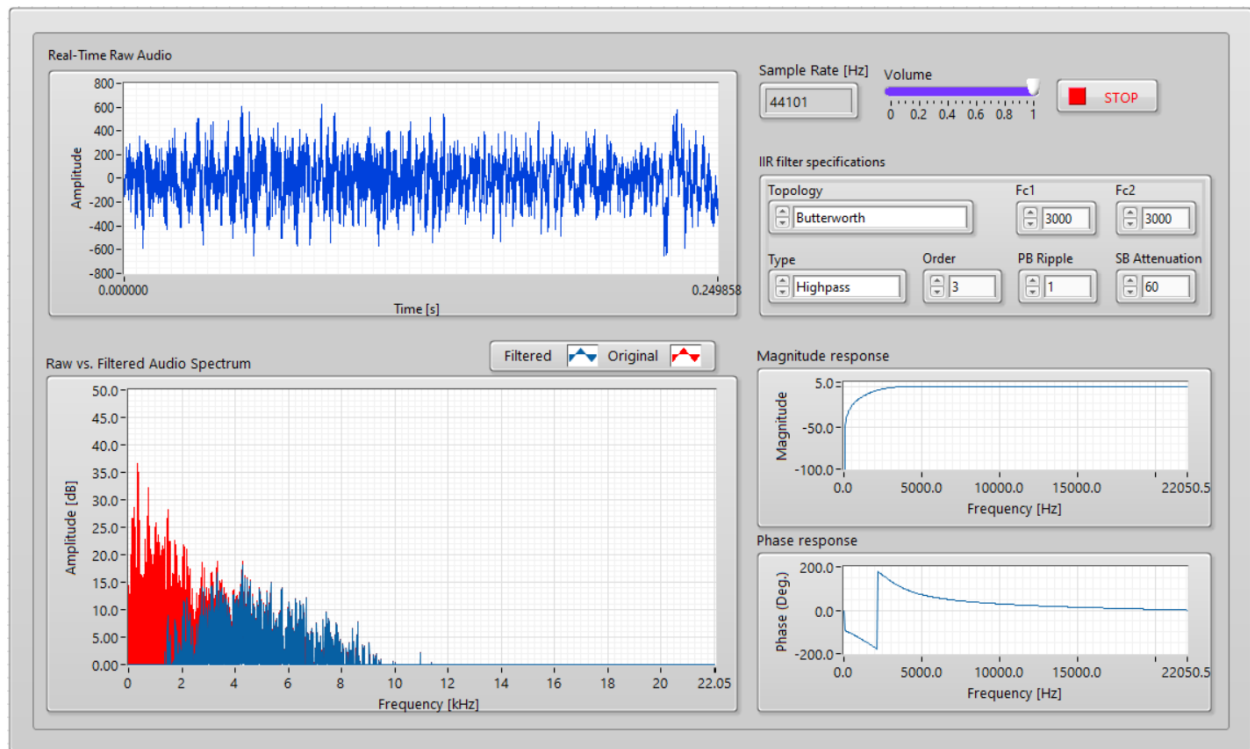 Real-Time Raw Audio
Amplitude
800
600
400
200
0
-200
-400
-600
-800
0.000000
0.249858
Time [s]
Sample Rate [Hz]
44101
Volume
0 0.2 0.4 0.6 0.8 1
STOP
IIR filter specifications
Topology
Butterworth
Fc1
3000
Fc2
3000
Type
Highpass
Order
3
PB Ripple
1
SB Attenuation
60
Raw vs. Filtered Audio Spectrum
Filtered
Original
Amplitude [dB]
50.0
45.0
40.0
35.0
30.0
25.0
20.0
15.0
10.0
5.00
0.00
0 2 4 6 8 10 12 14 16 18 20 22.05
Frequency [kHz]
Magnitude response
Magnitude
5.0
-50.0
-100.0
0.0 5000.0 10000.0 15000.0 22050.5
Frequency [Hz]
Phase response
Phase (Deg.)
200.0
0.0
-200.0
0.0 5000.0 10000.0 15000.0 22050.5
Frequency [Hz]